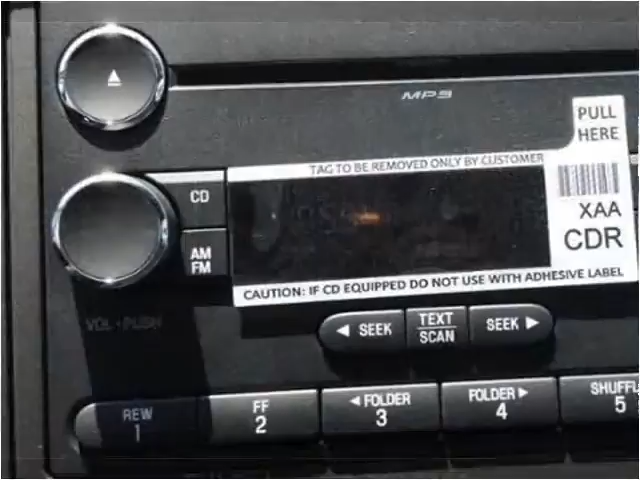 MP3
PULL
HERE
TAG TO BE REMOVED ONLY BY CUSTOMER
CD
XAA
CDR
AM
FM
CAUTION: IF CD EQUIPPED DO NOT USE WITH ADHESIVE LABEL
VOL • PUSH
◄ SEEK
TEXT
SCAN
SEEK ►
REW
1
FF
2
◄ FOLDER
3
FOLDER ►
4
SHUFFL
5